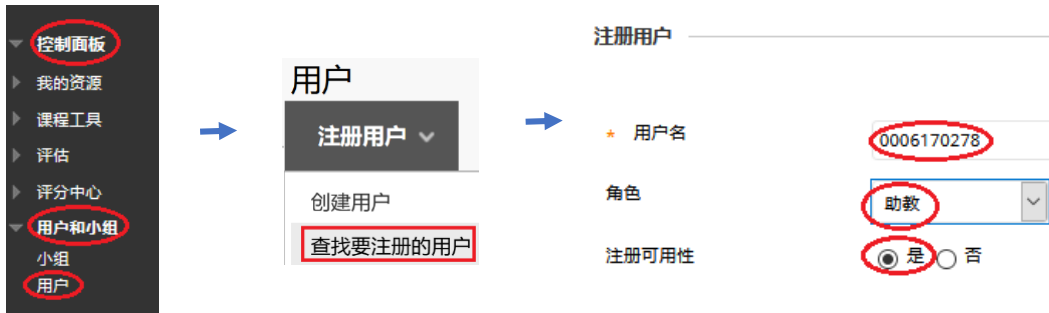 控制面板
我的资源
课程工具
评估
评分中心
用户和小组
小组
用户
用户
注册用户
创建用户
查找要注册的用户
注册用户
* 用户名 0006170278
角色 助教
注册可用性 是 否